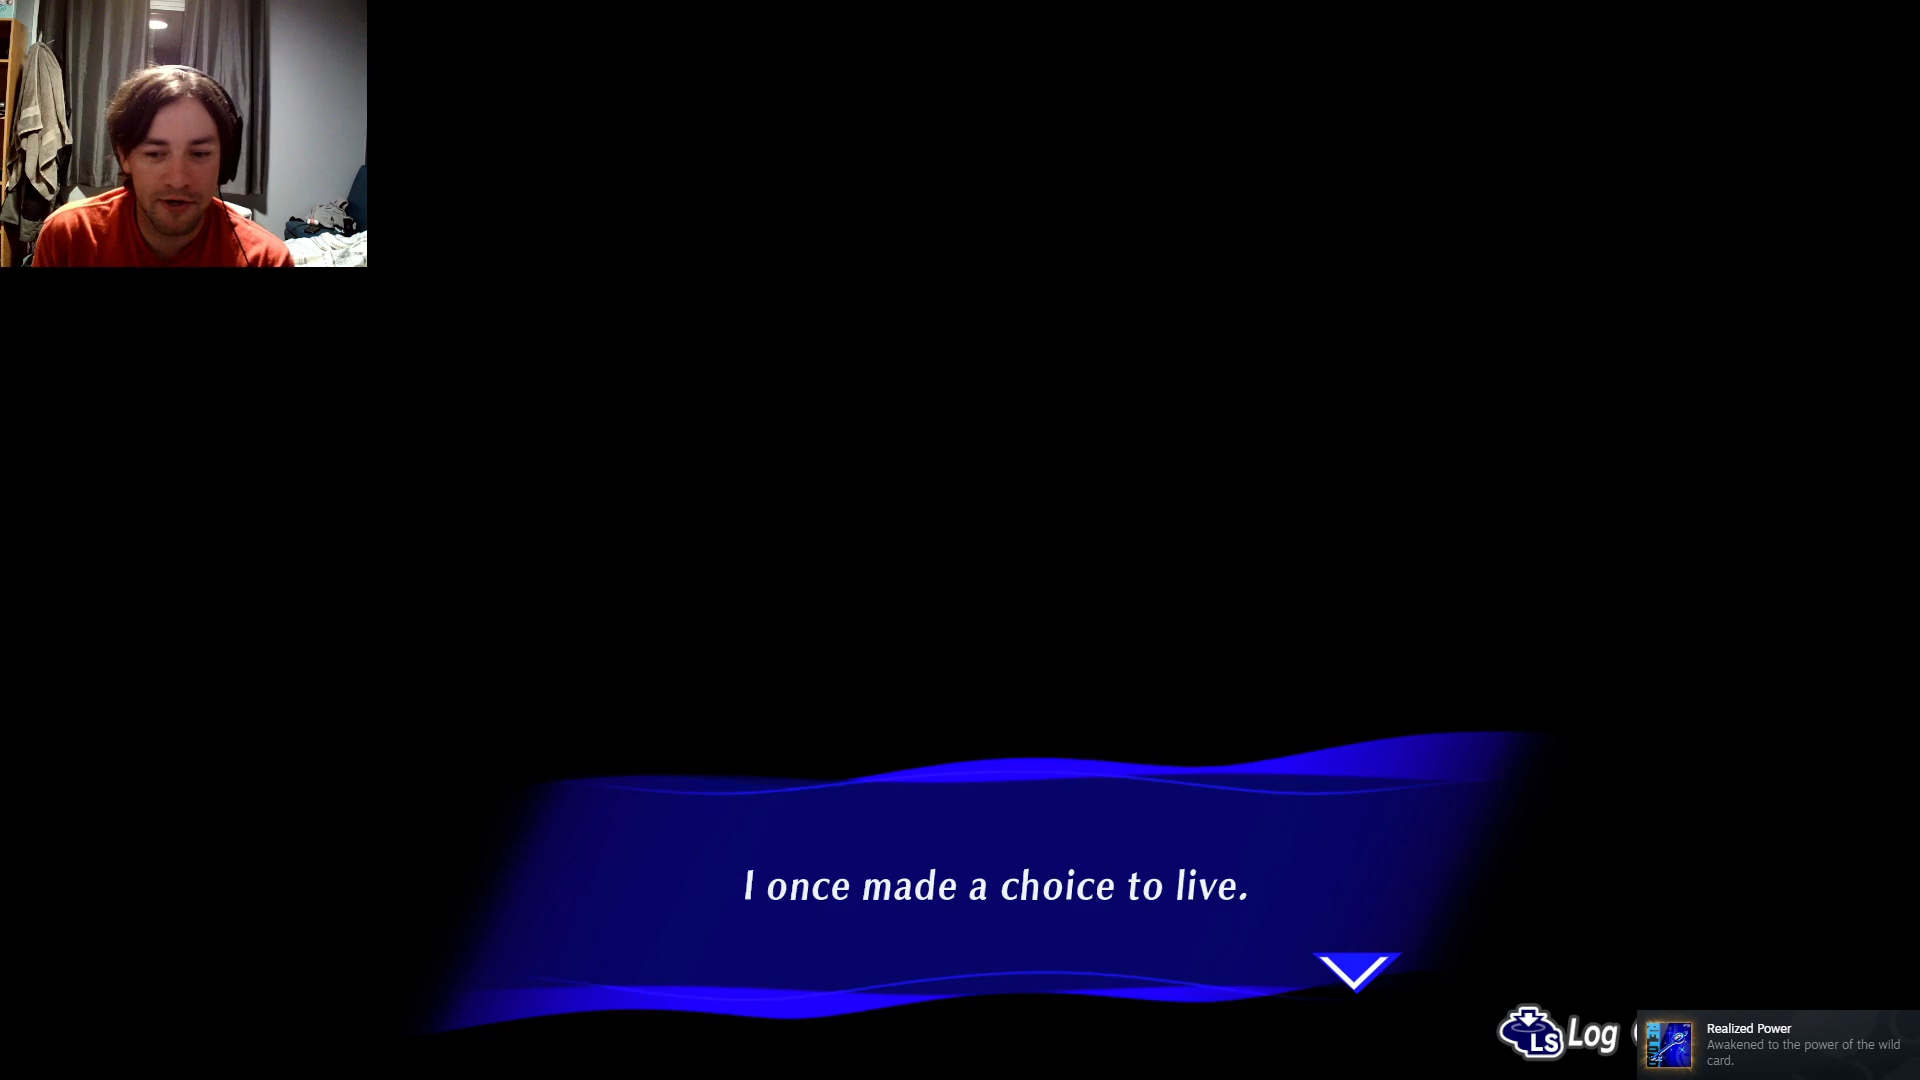 I once made a choice to live.
LS Log
Realized Power
Awakened to the power of the wild
card.